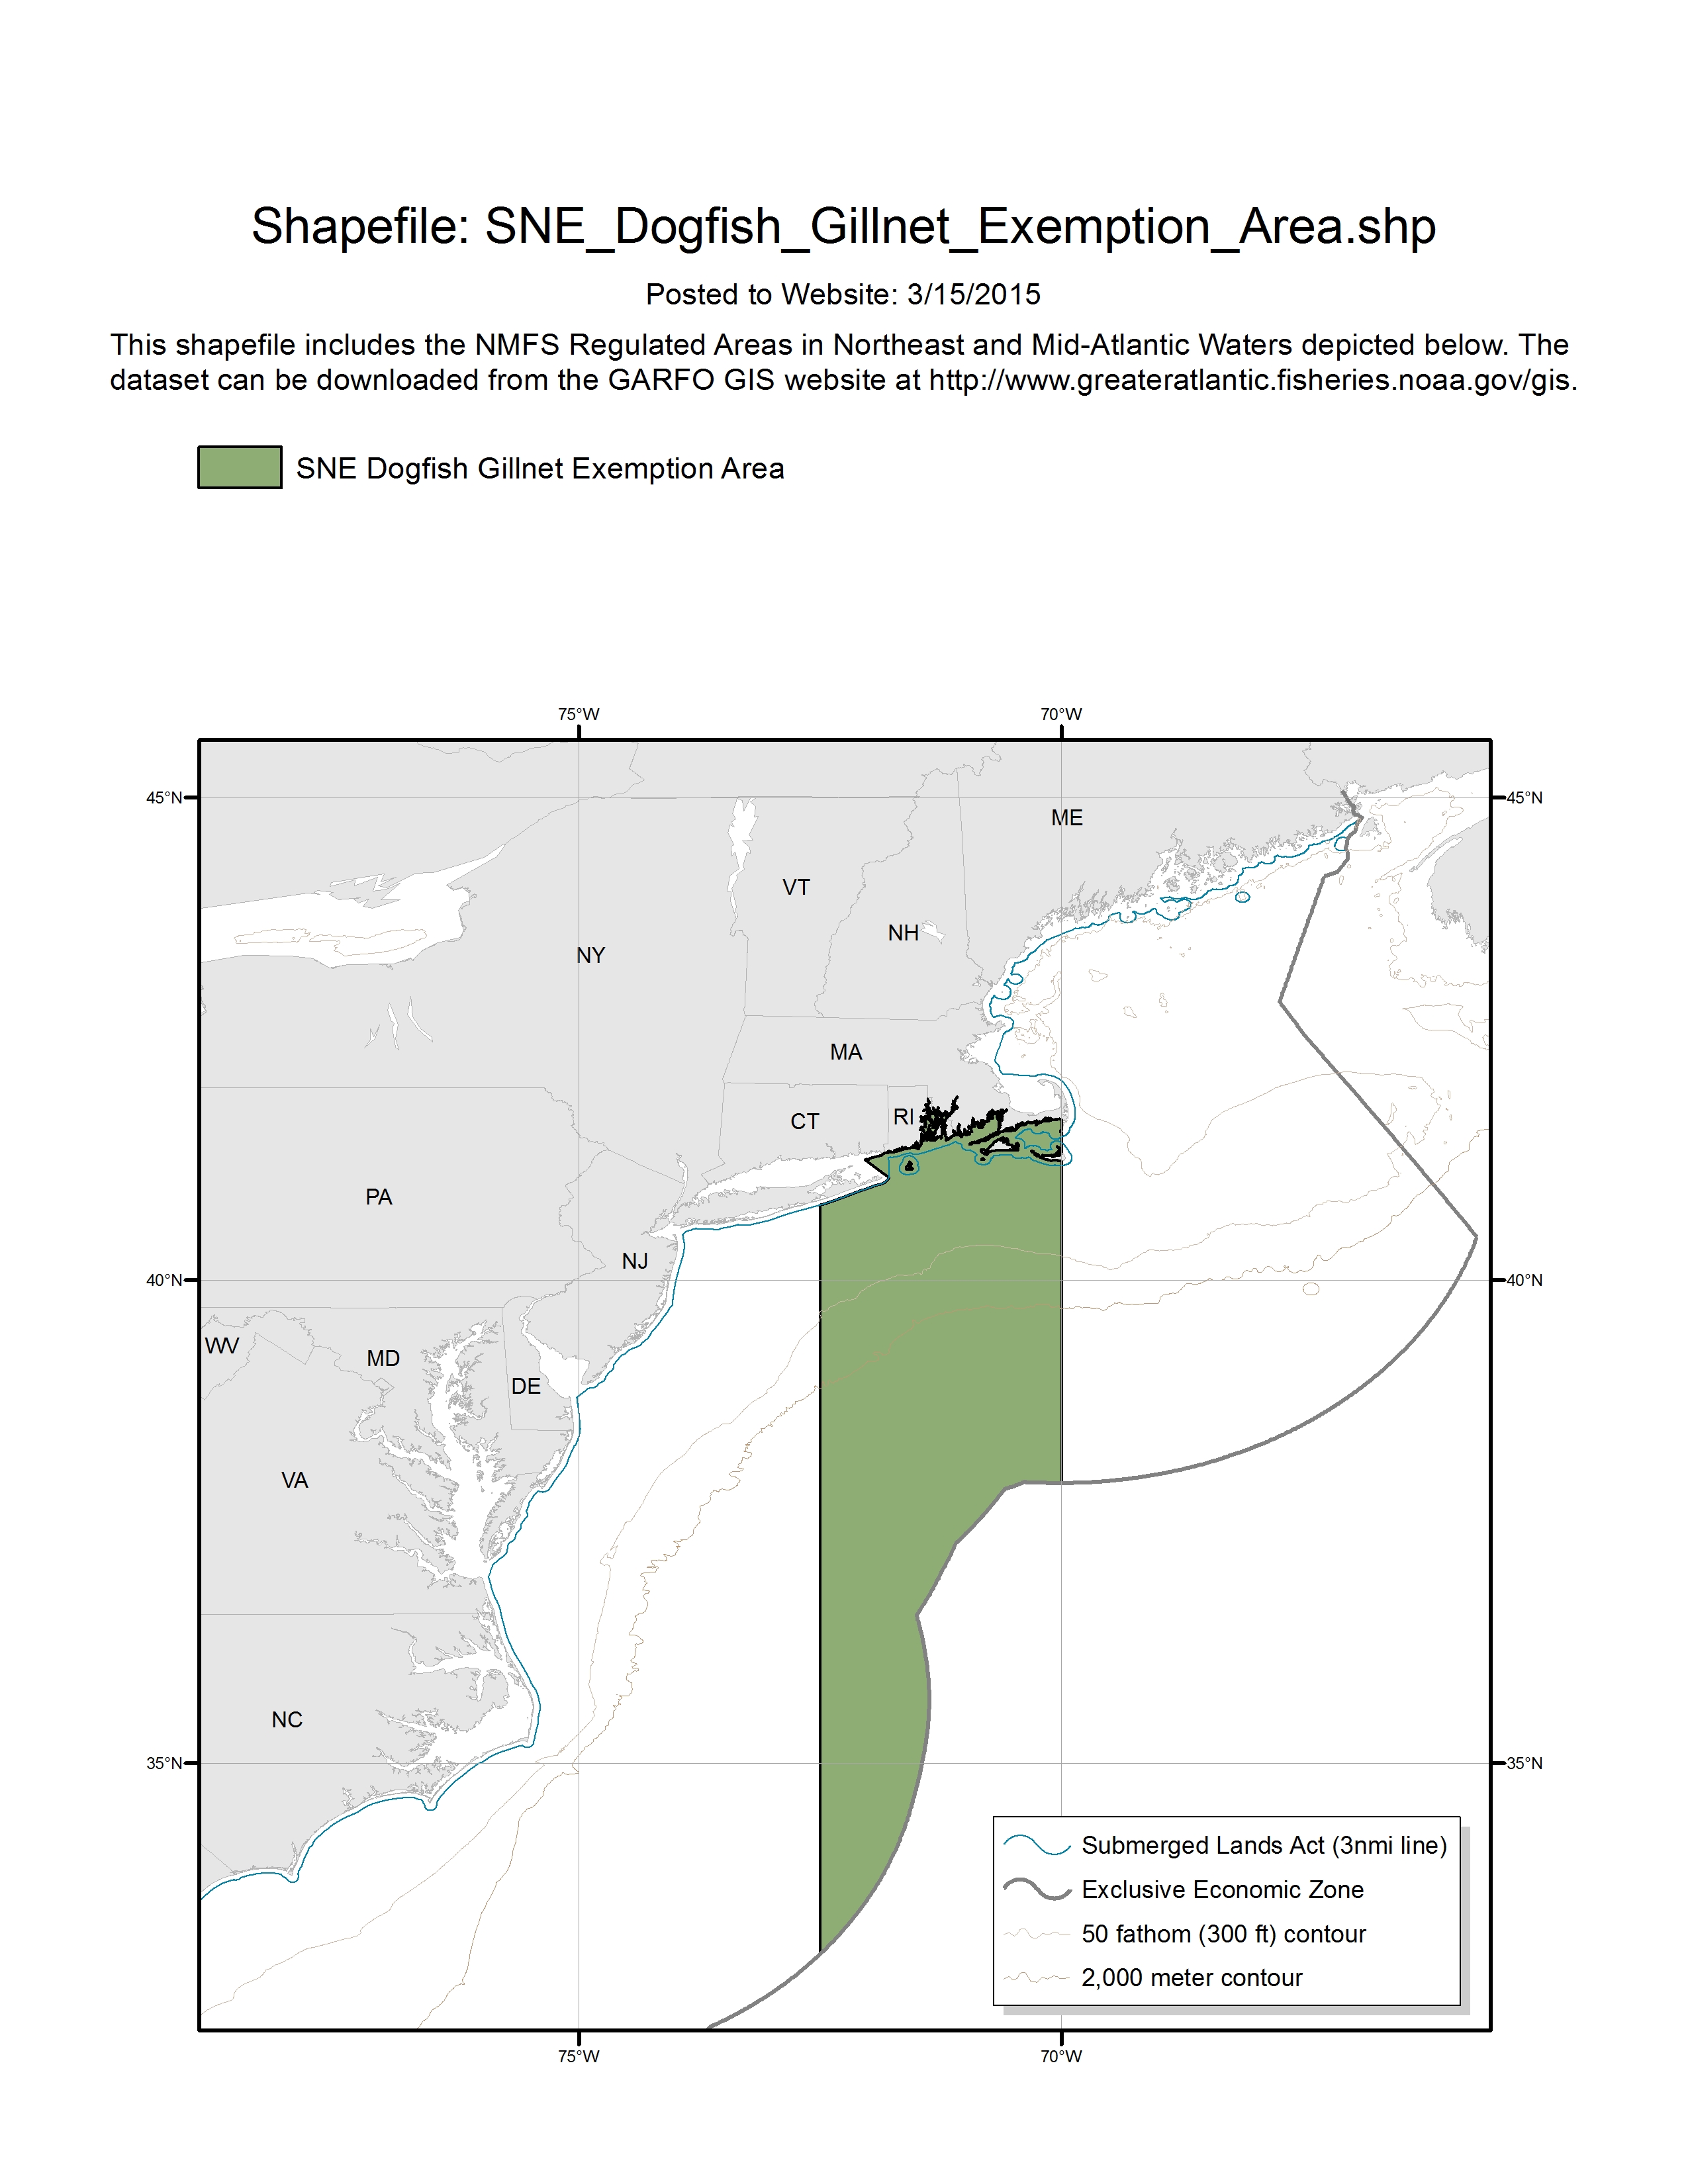 Shapefile: SNE_Dogfish_Gillnet_Exemption_Area.shp
Posted to Website: 3/15/2015
This shapefile includes the NMFS Regulated Areas in Northeast and Mid-Atlantic Waters depicted below. The
dataset can be downloaded from the GARFO GIS website at http://www.greateratlantic.fisheries.noaa.gov/gis.
SNE Dogfish Gillnet Exemption Area
75°W
70°W
45°N
45°N
ME
VT
NH
NY
MA
RI
CT
PA
NJ
40°N
40°N
WV
MD
DE
VA
NC
35°N
35°N
Submerged Lands Act (3nmi line)
Exclusive Economic Zone
50 fathom (300 ft) contour
2,000 meter contour
75°W
70°W